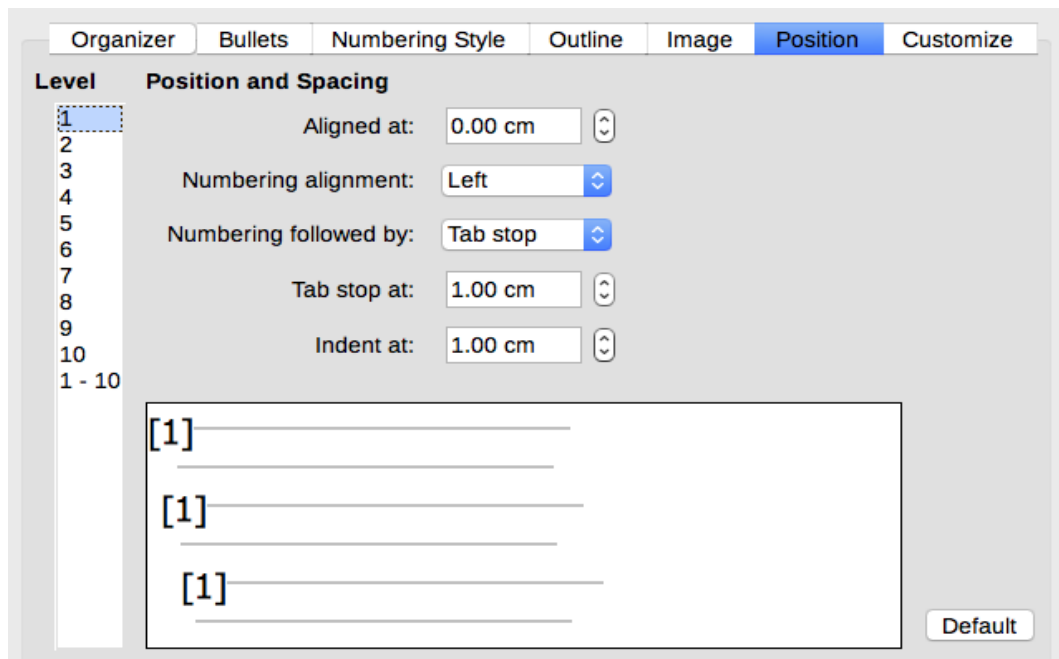 Organizer Bullets Numbering Style Outline Image Position Customize
Level Position and Spacing
1
2
3
4
5
6
7
8
9
10
1 - 10
Aligned at: 0.00 cm
Numbering alignment: Left
Numbering followed by: Tab stop
Tab stop at: 1.00 cm
Indent at: 1.00 cm
[1]
[1]
[1]
Default